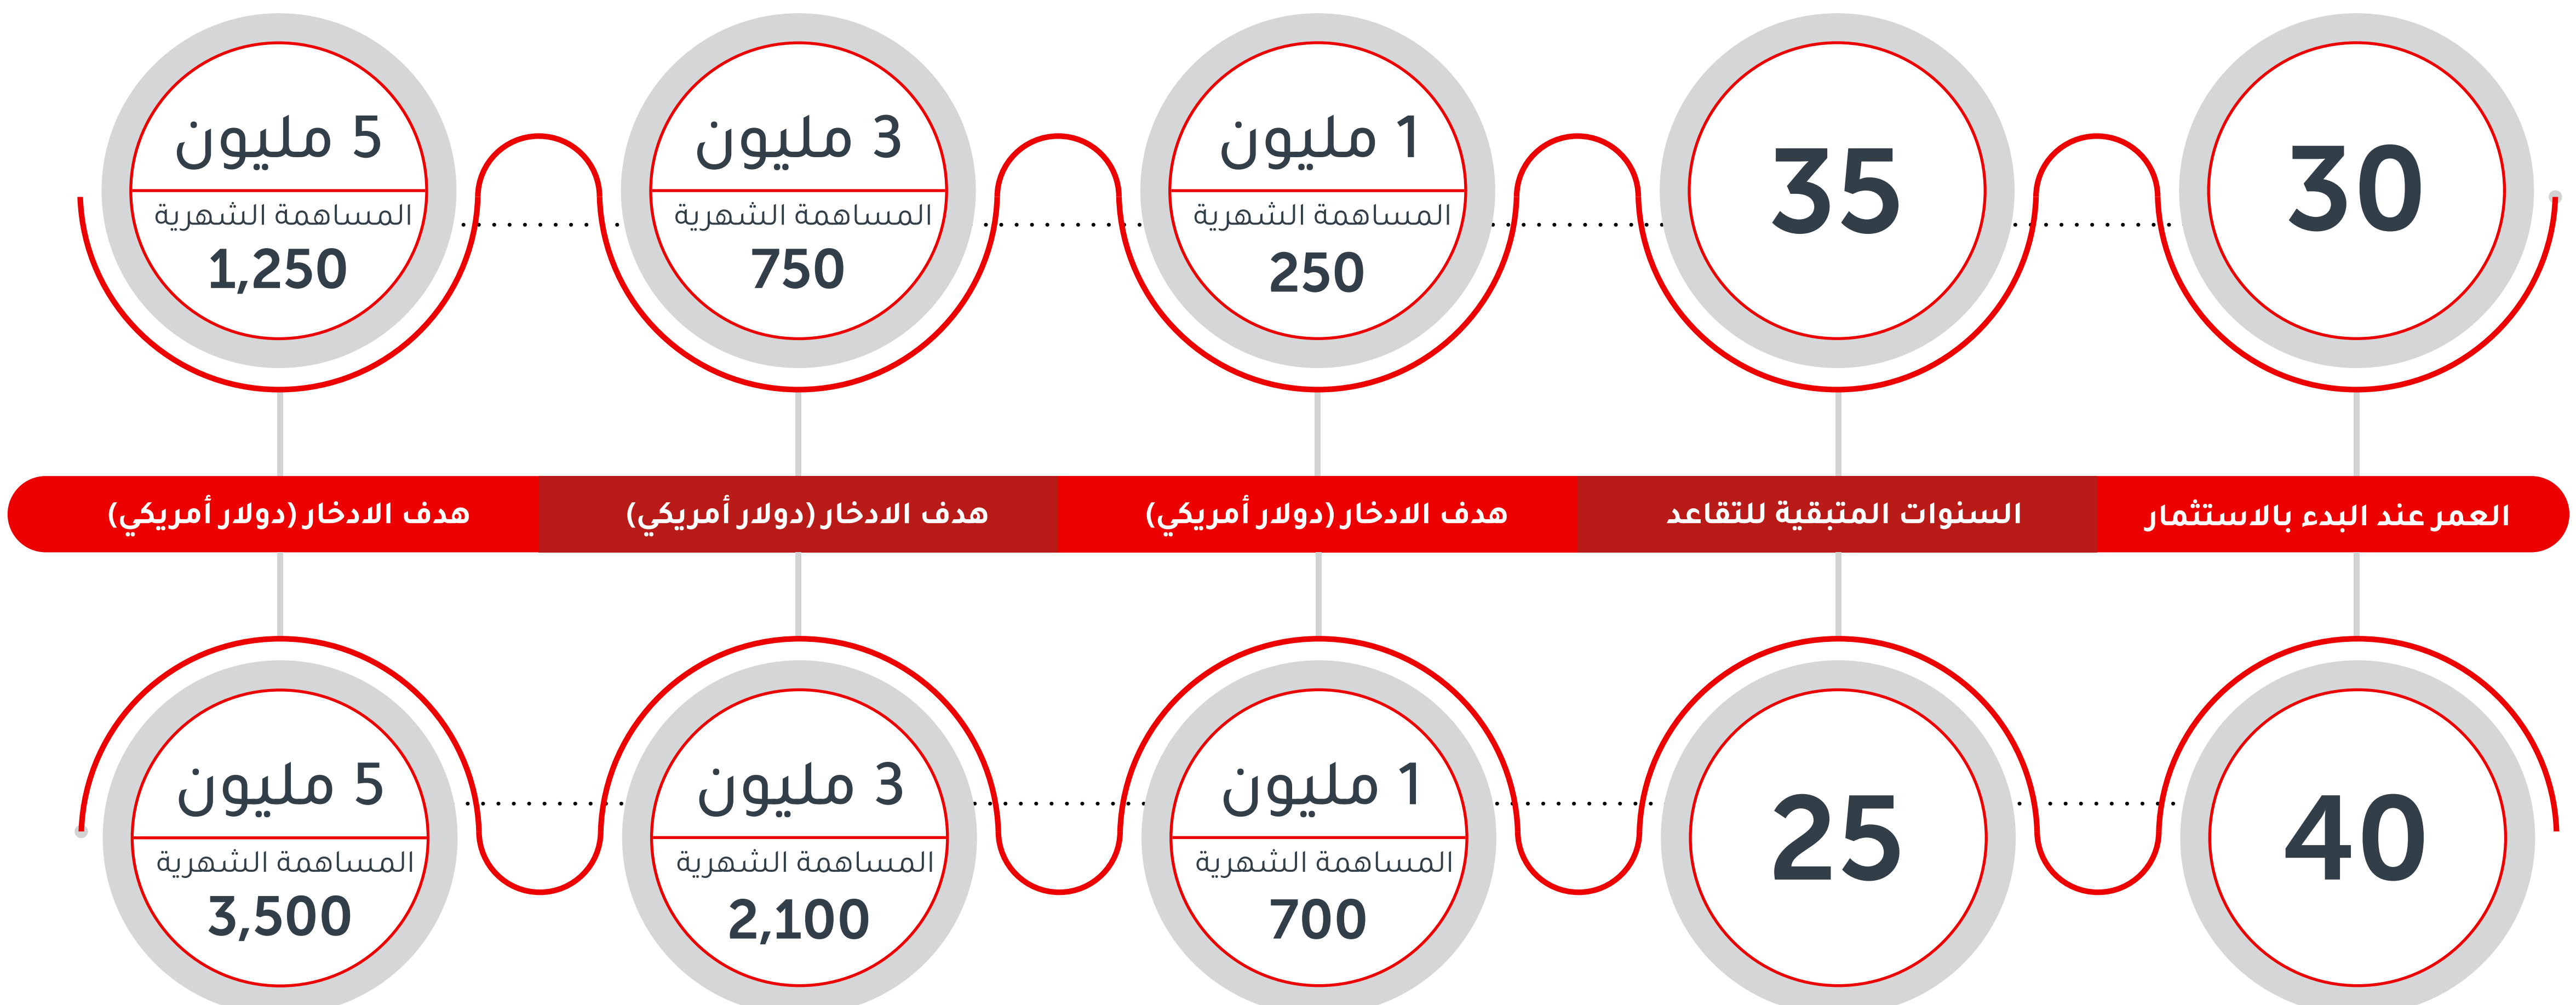 30
35
1 مليون
المساهمة الشهرية
250
3 مليون
المساهمة الشهرية
750
5 مليون
المساهمة الشهرية
1,250
العمر عند البدء بالاستثمار
السنوات المتبقية للتقاعد
هدف الادخار (دولار أمريكي)
هدف الادخار (دولار أمريكي)
هدف الادخار (دولار أمريكي)
40
25
1 مليون
المساهمة الشهرية
700
3 مليون
المساهمة الشهرية
2,100
5 مليون
المساهمة الشهرية
3,500